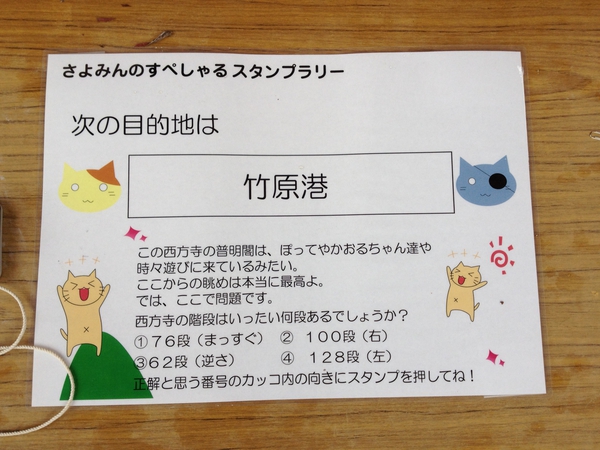 さよみんのすぺしゃるスタンプラリー
次の目的地は
竹原港
この西方寺の普明閣は、ぽってやかおるちゃん達や
時々遊びに来ているみたい。
ここからの眺めは本当に最高よ。
では、ここで問題です。
西方寺の階段はいったい何段あるでしょうか？
①７６段（まっすぐ） ② １００段（右）
③６２段（逆さ） ④ １２８段（左）
正解と思う番号のカッコ内の向きにスタンプを押してね！